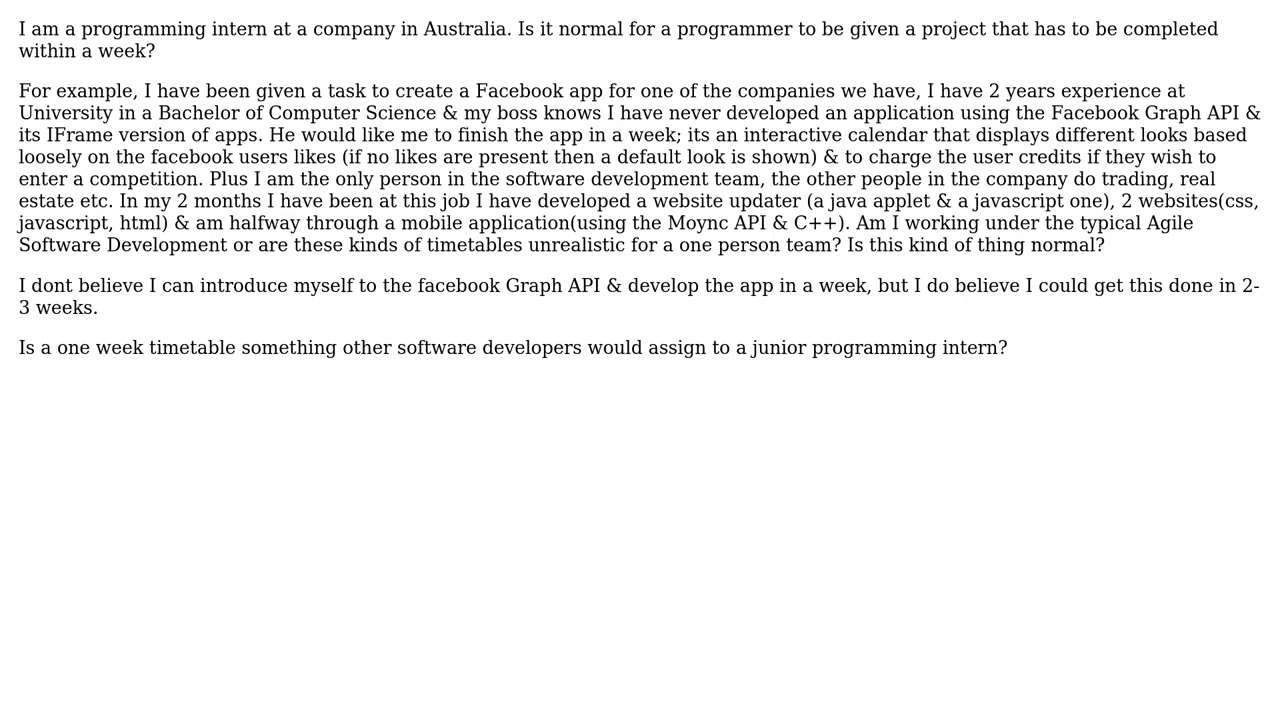 I am a programming intern at a company in Australia. Is it normal for a programmer to be given a project that has to be completed
within a week?
For example, I have been given a task to create a Facebook app for one of the companies we have, I have 2 years experience at
University in a Bachelor of Computer Science & my boss knows I have never developed an application using the Facebook Graph API &
its IFrame version of apps. He would like me to finish the app in a week; its an interactive calendar that displays different looks based
loosely on the facebook users likes (if no likes are present then a default look is shown) & to charge the user credits if they wish to
enter a competition. Plus I am the only person in the software development team, the other people in the company do trading, real
estate etc. In my 2 months I have been at this job I have developed a website updater (a java applet & a javascript one), 2 websites(css,
javascript, html) & am halfway through a mobile application(using the Moync API & C++). Am I working under the typical Agile
Software Development or are these kinds of timetables unrealistic for a one person team? Is this kind of thing normal?
I dont believe I can introduce myself to the facebook Graph API & develop the app in a week, but I do believe I could get this done in 2-
3 weeks.
Is a one week timetable something other software developers would assign to a junior programming intern?